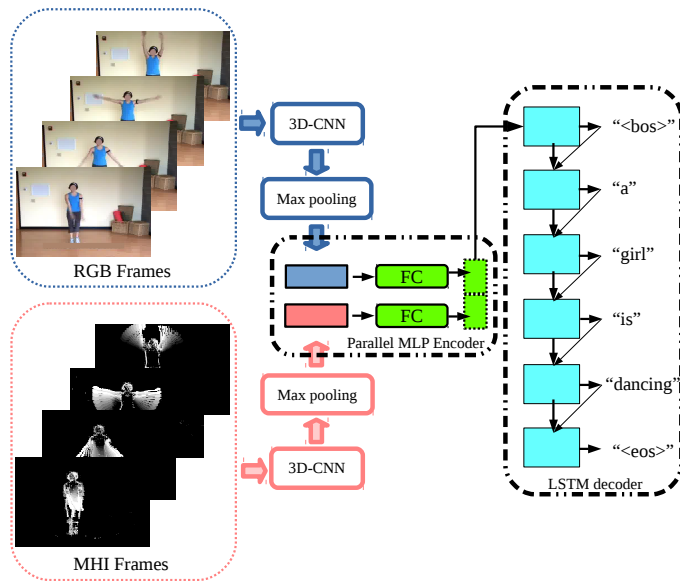 RGB Frames
3D-CNN
Max pooling
FC
FC
Parallel MLP Encoder
Max pooling
3D-CNN
MHI Frames
“<bos>”
“a”
“girl”
“is”
“dancing”
“<eos>”
LSTM decoder